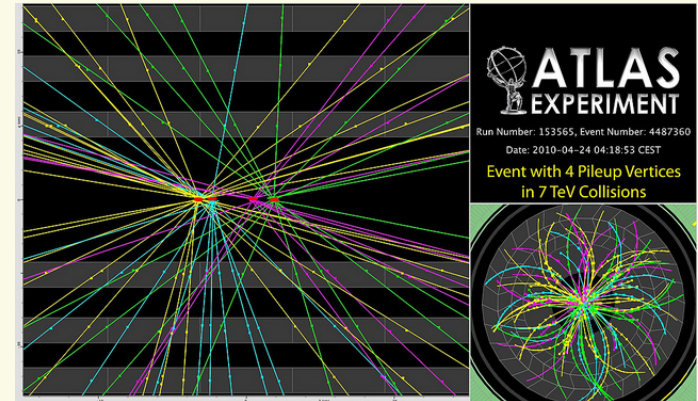 ATLAS
EXPERIMENT
Run Number: 153565, Event Number: 4487360
Date: 2010-04-24 04:18:53 CEST
Event with 4 Pileup Vertices
in 7 TeV Collisions